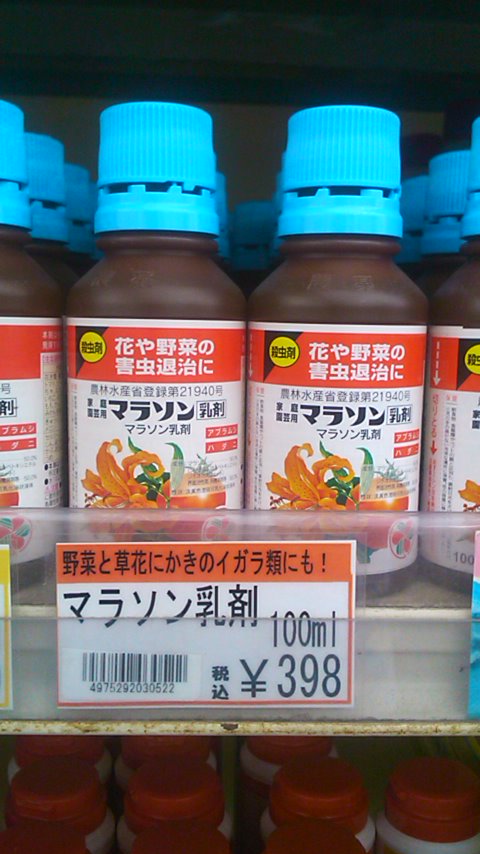 殺虫剤
花や野菜の
害虫退治に
農林水産省登録第21940号
家庭
園芸用
マラソン乳剤
マラソン乳剤
アブラムシ
ハダニ
殺虫剤
花や野菜の
害虫退治に
農林水産省登録第21940号
家庭
園芸用
マラソン乳剤
マラソン乳剤
アブラムシ
ハダニ
野菜と草花にかきのイガラ類にも!
マラソン乳剤
100ml
4975292030522
税込
¥398